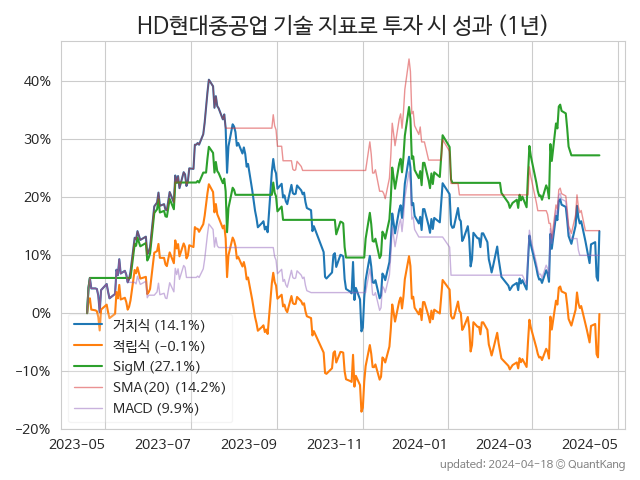 HD현대중공업 기술 지표로 투자 시 성과 (1년)
40%
30%
20%
10%
0%
−10%
−20%
거치식 (14.1%)
적립식 (−0.1%)
SigM (27.1%)
SMA(20) (14.2%)
MACD (9.9%)
2023-05 2023-07 2023-09 2023-11 2024-01 2024-03 2024-05
updated: 2024-04-18 © QuantKang